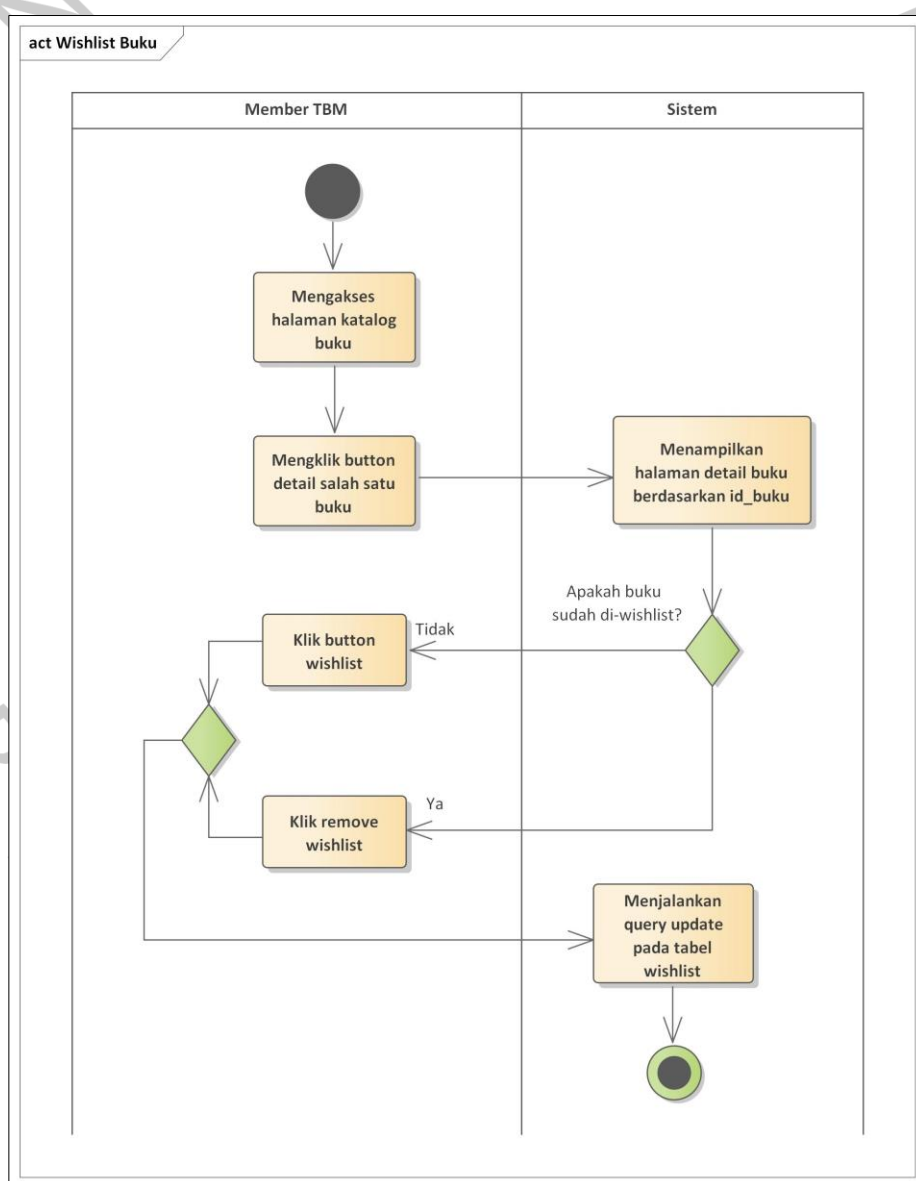 act Wishlist Buku
Member TBM
Sistem
Mengakses
halaman katalog
buku
Mengklik button
detail salah satu
buku
Menampilkan
halaman detail buku
berdasarkan id_buku
Apakah buku
sudah di-wishlist?
Tidak
Klik button
wishlist
Ya
Klik remove
wishlist
Menjalankan
query update
pada tabel
wishlist